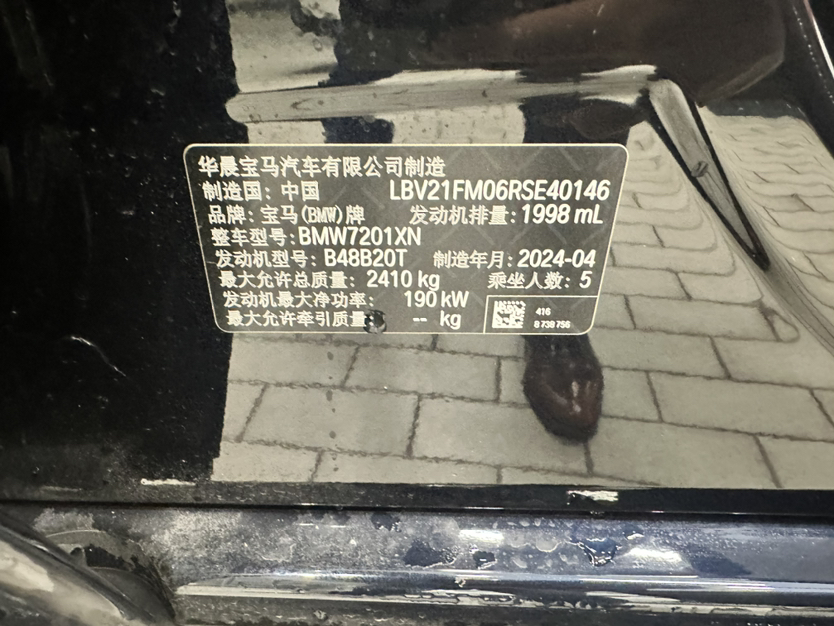 华晨宝马汽车有限公司制造
制造国：中国 LBV21FM06RSE40146
品牌：宝马(BMW)牌 发动机排量：1998 mL
整车型号：BMW7201XN
发动机型号：B48B20T 制造年月：2024-04
最大允许总质量：2410 kg 乘坐人数：5
发动机最大净功率： 190 kW
最大允许牵引质量 -- kg
416
8 738 756